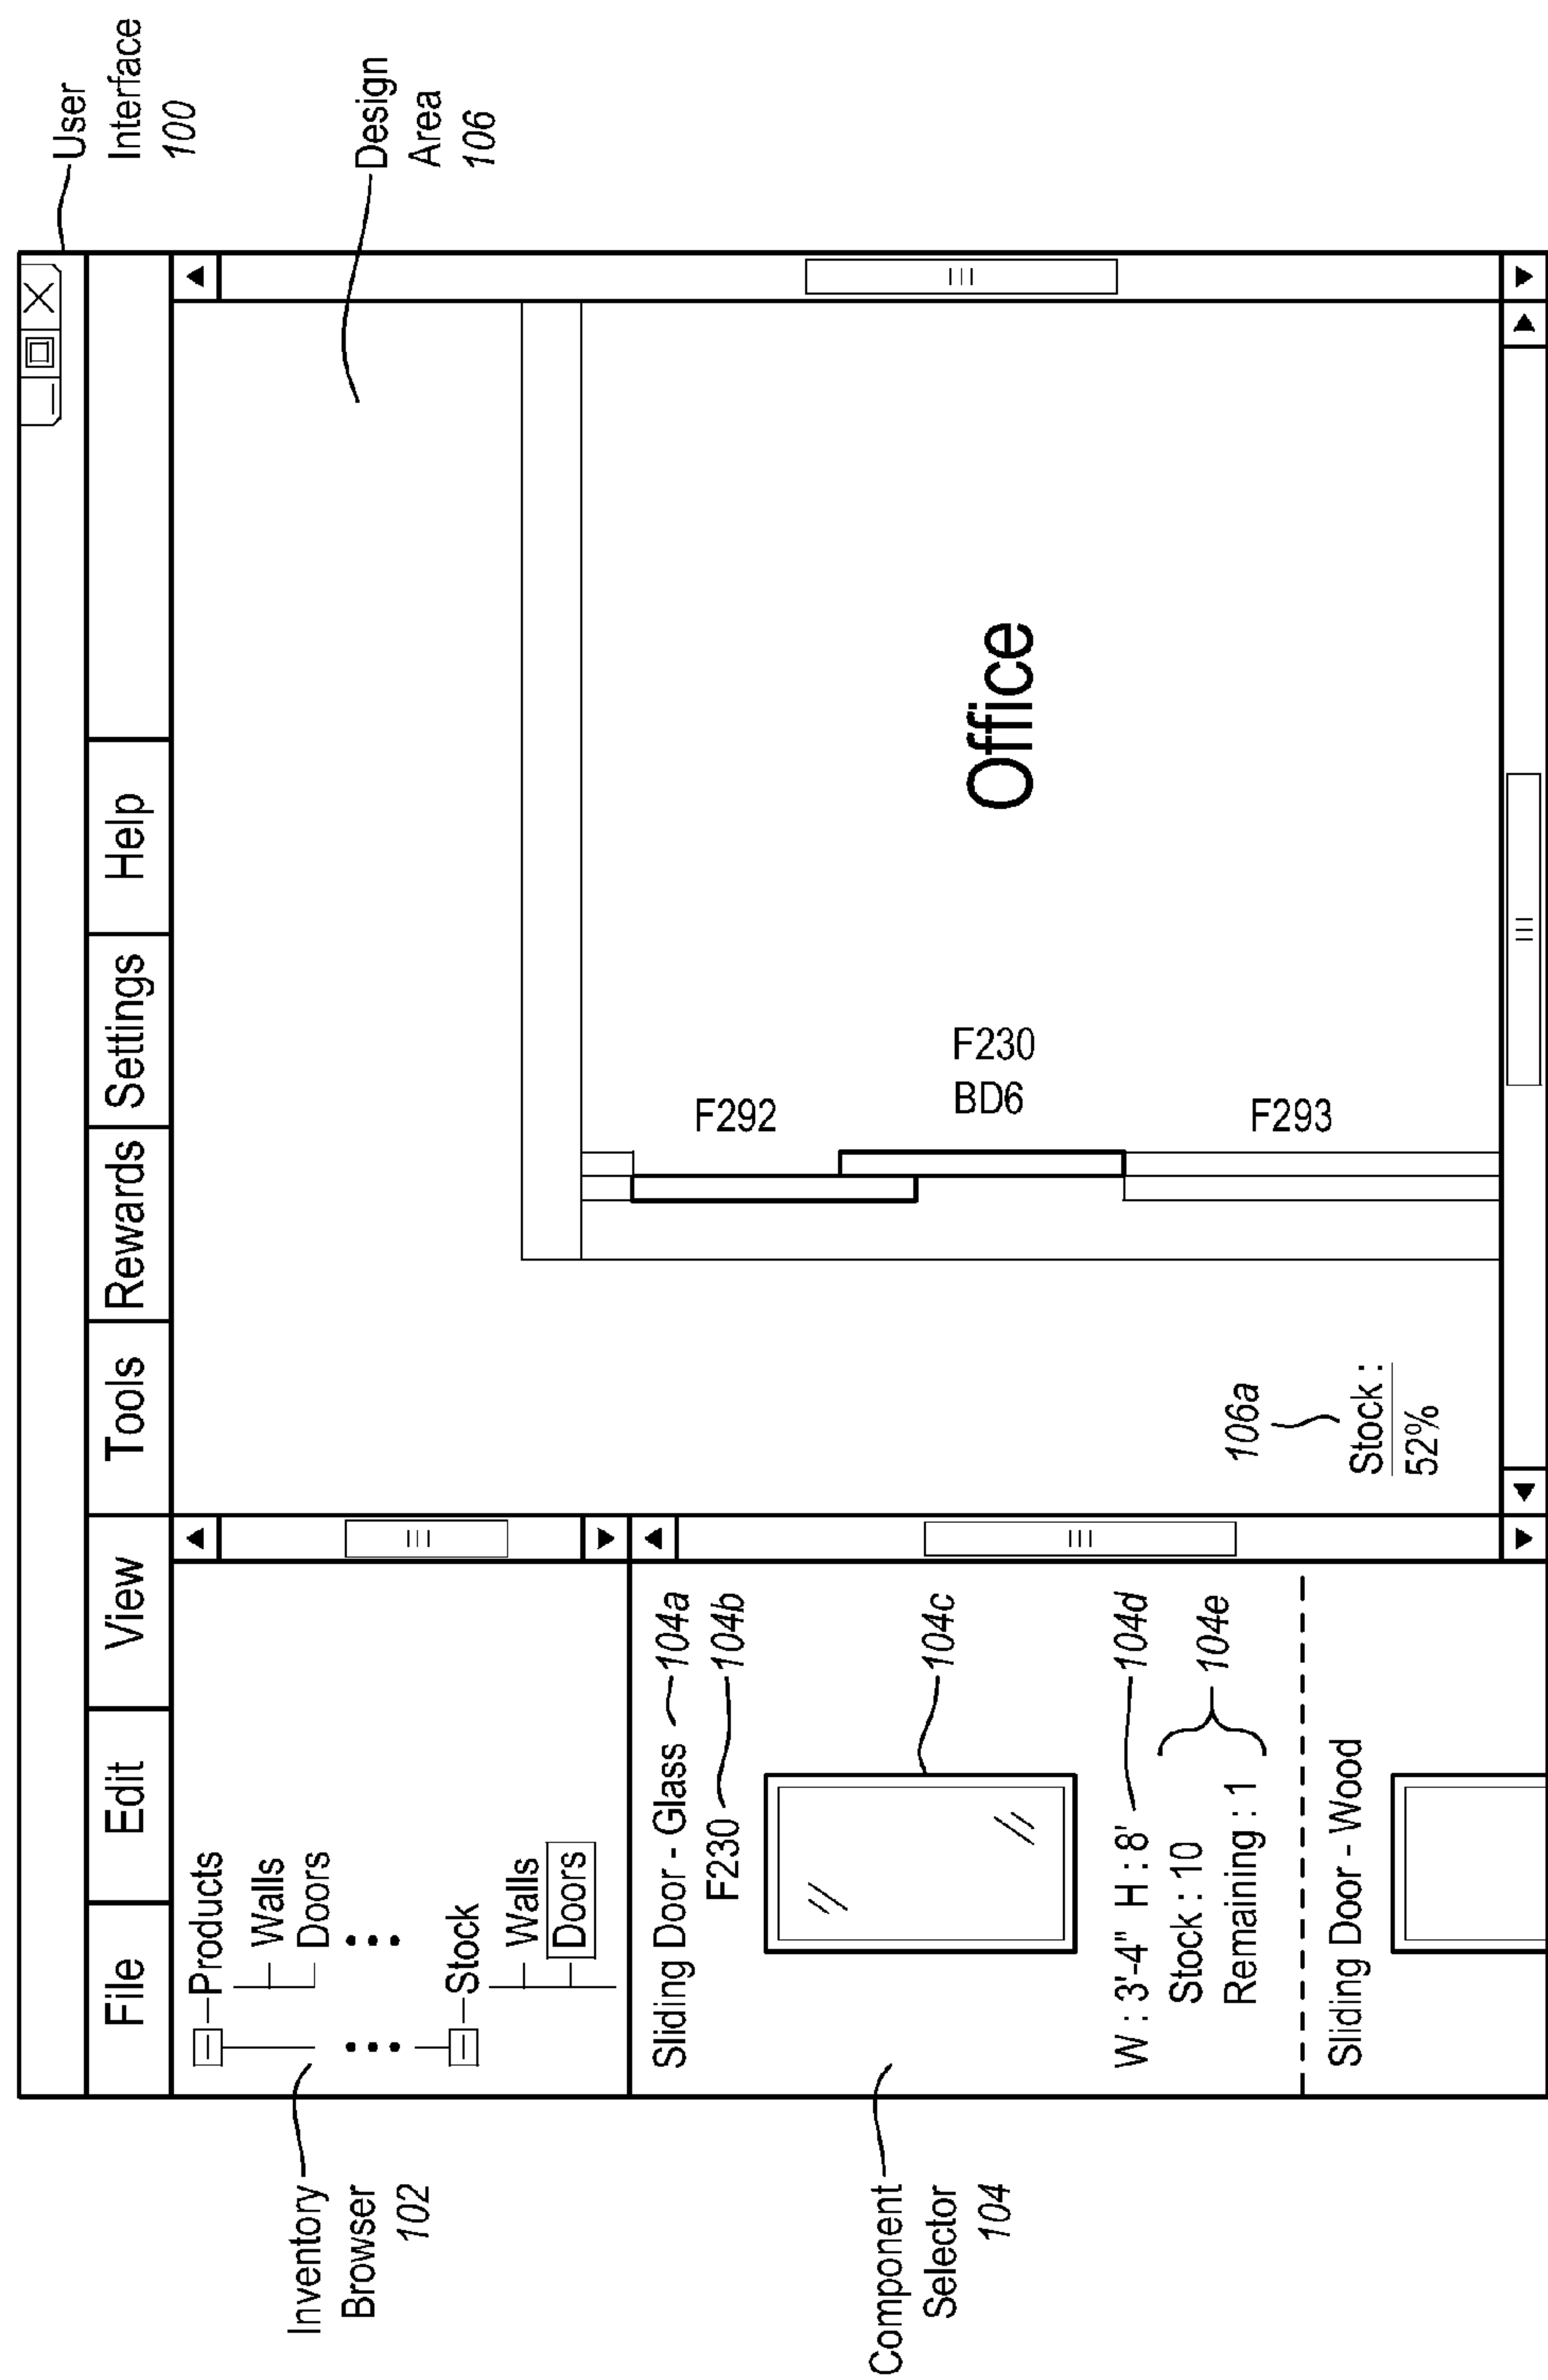 User
Interface
100
File
Edit
View
Tools
Rewards
Settings
Help
Inventory
Browser
102
Products
Walls
Doors
Stock
Walls
Doors
Design
Area
106
Component
Selector
104
Sliding Door - Glass
104a
F230
104b
104c
W : 3'-4" H : 8'
104d
Stock : 10
Remaining : 1
104e
Sliding Door - Wood
F292
F230
BD6
F293
Office
106a
Stock :
52%